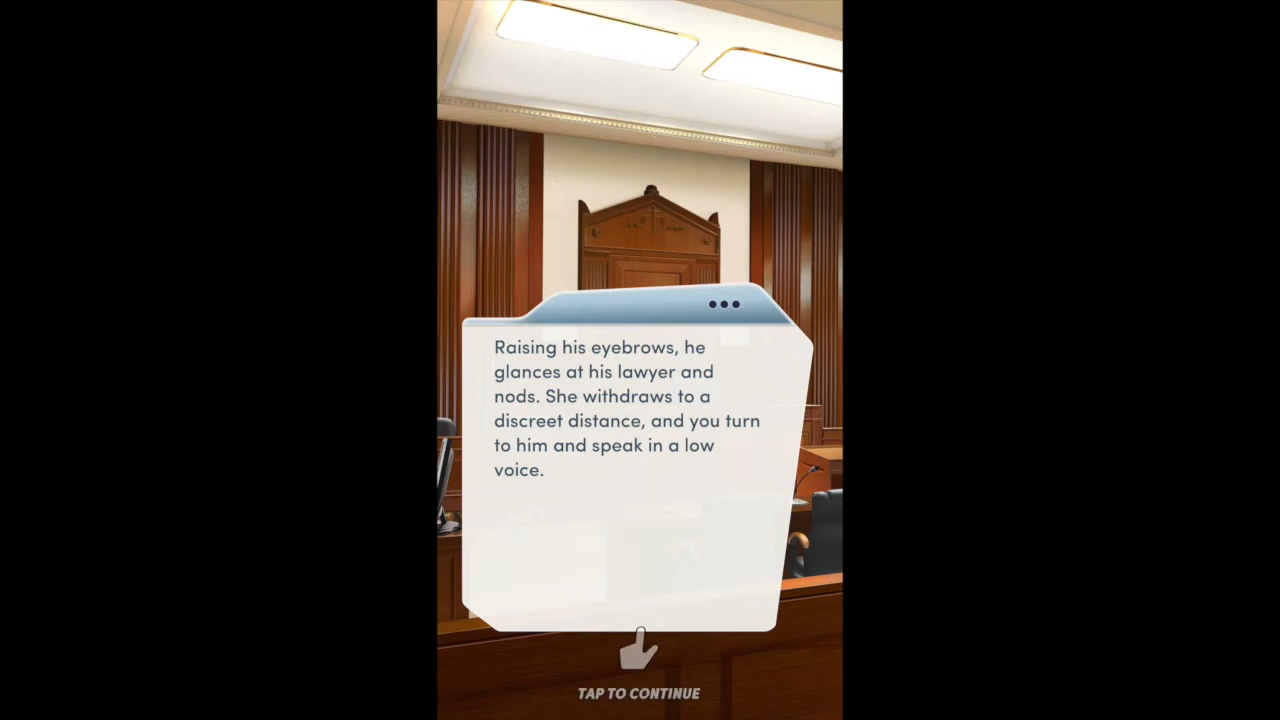 Raising his eyebrows, he
glances at his lawyer and
nods. She withdraws to a
discreet distance, and you turn
to him and speak in a low
voice.
TAP TO CONTINUE